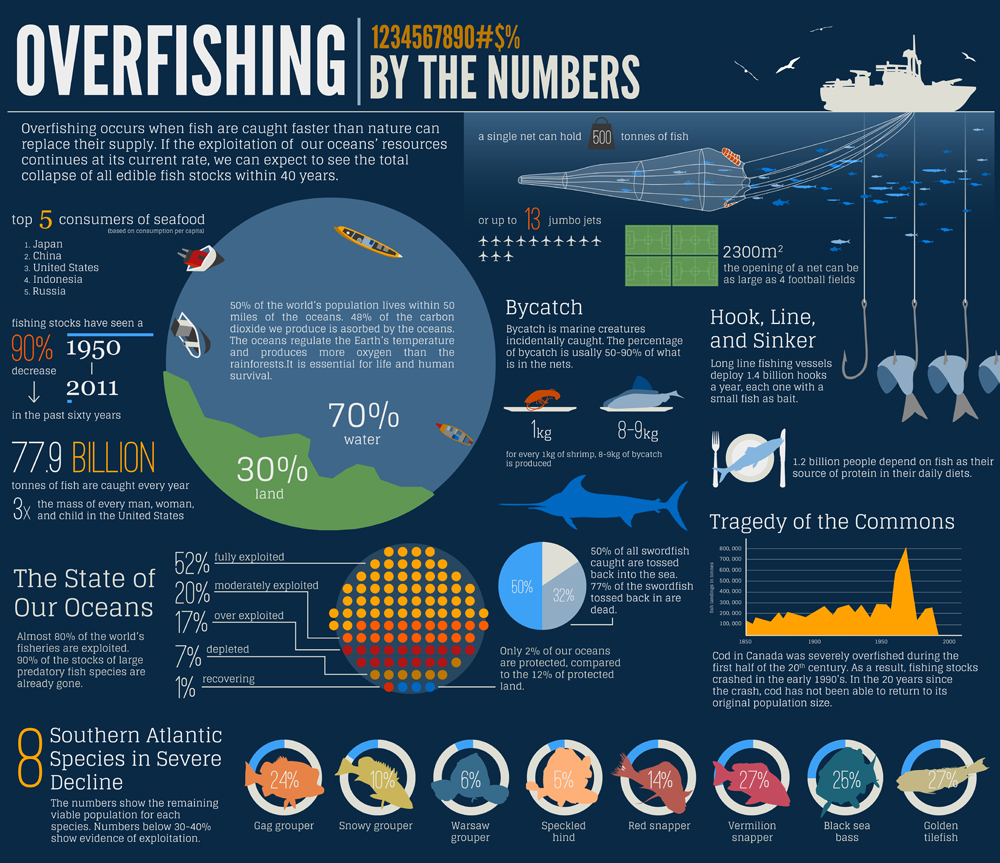 OVERFISHING
1234567890#$%
BY THE NUMBERS
Overfishing occurs when fish are caught faster than nature can
replace their supply. If the exploitation of our oceans' resources
continues at its current rate, we can expect to see the total
collapse of all edible fish stocks within 40 years.
a single net can hold 500 tonnes of fish
or up to 13 jumbo jets
2300m²
the opening of a net can be
as large as 4 football fields
top 5 consumers of seafood
(based on consumption per capita)
1. Japan
2. China
3. United States
4. Indonesia
5. Russia
fishing stocks have seen a
90%
decrease
1950
2011
in the past sixty years
77.9 BILLION
tonnes of fish are caught every year
3x
the mass of every man, woman,
and child in the United States
50% of the world's population lives within 50
miles of the oceans. 48% of the carbon
dioxide we produce is asorbed by the oceans.
The oceans regulate the Earth's temperature
and produces more oxygen than the
rainforests.It is essential for life and human
survival.
70%
water
30%
land
Bycatch
Bycatch is marine creatures
incidentally caught. The percentage
of bycatch is usally 50-90% of what
is in the nets.
1kg
8-9kg
for every 1kg of shrimp, 8-9kg of bycatch
is produced
Hook, Line,
and Sinker
Long line fishing vessels
deploy 1.4 billion hooks
a year, each one with a
small fish as bait.
1.2 billion people depend on fish as their
source of protein in their daily diets.
The State of
Our Oceans
Almost 80% of the world's
fisheries are exploited.
90% of the stocks of large
predatory fish species are
already gone.
52% fully exploited
20% moderately exploited
17% over exploited
7% depleted
1% recovering
50%
32%
50% of all swordfish
caught are tossed
back into the sea.
77% of the swordfish
tossed back in are
dead.
Only 2% of our oceans
are protected, compared
to the 12% of protected
land.
Tragedy of the Commons
fish landings in tonnes
800, 000
700, 000
600, 000
500, 000
400, 000
300, 000
200, 000
100, 000
1850
1900
1950
2000
Cod in Canada was severely overfished during the
first half of the 20th century. As a result, fishing stocks
crashed in the early 1990's. In the 20 years since
the crash, cod has not been able to return to its
original population size.
8
Southern Atlantic
Species in Severe
Decline
The numbers show the remaining
viable population for each
species. Numbers below 30-40%
show evidence of exploitation.
24%
Gag grouper
10%
Snowy grouper
6%
Warsaw
grouper
5%
Speckled
hind
14%
Red snapper
27%
Vermilion
snapper
25%
Black sea
bass
27%
Golden
tilefish